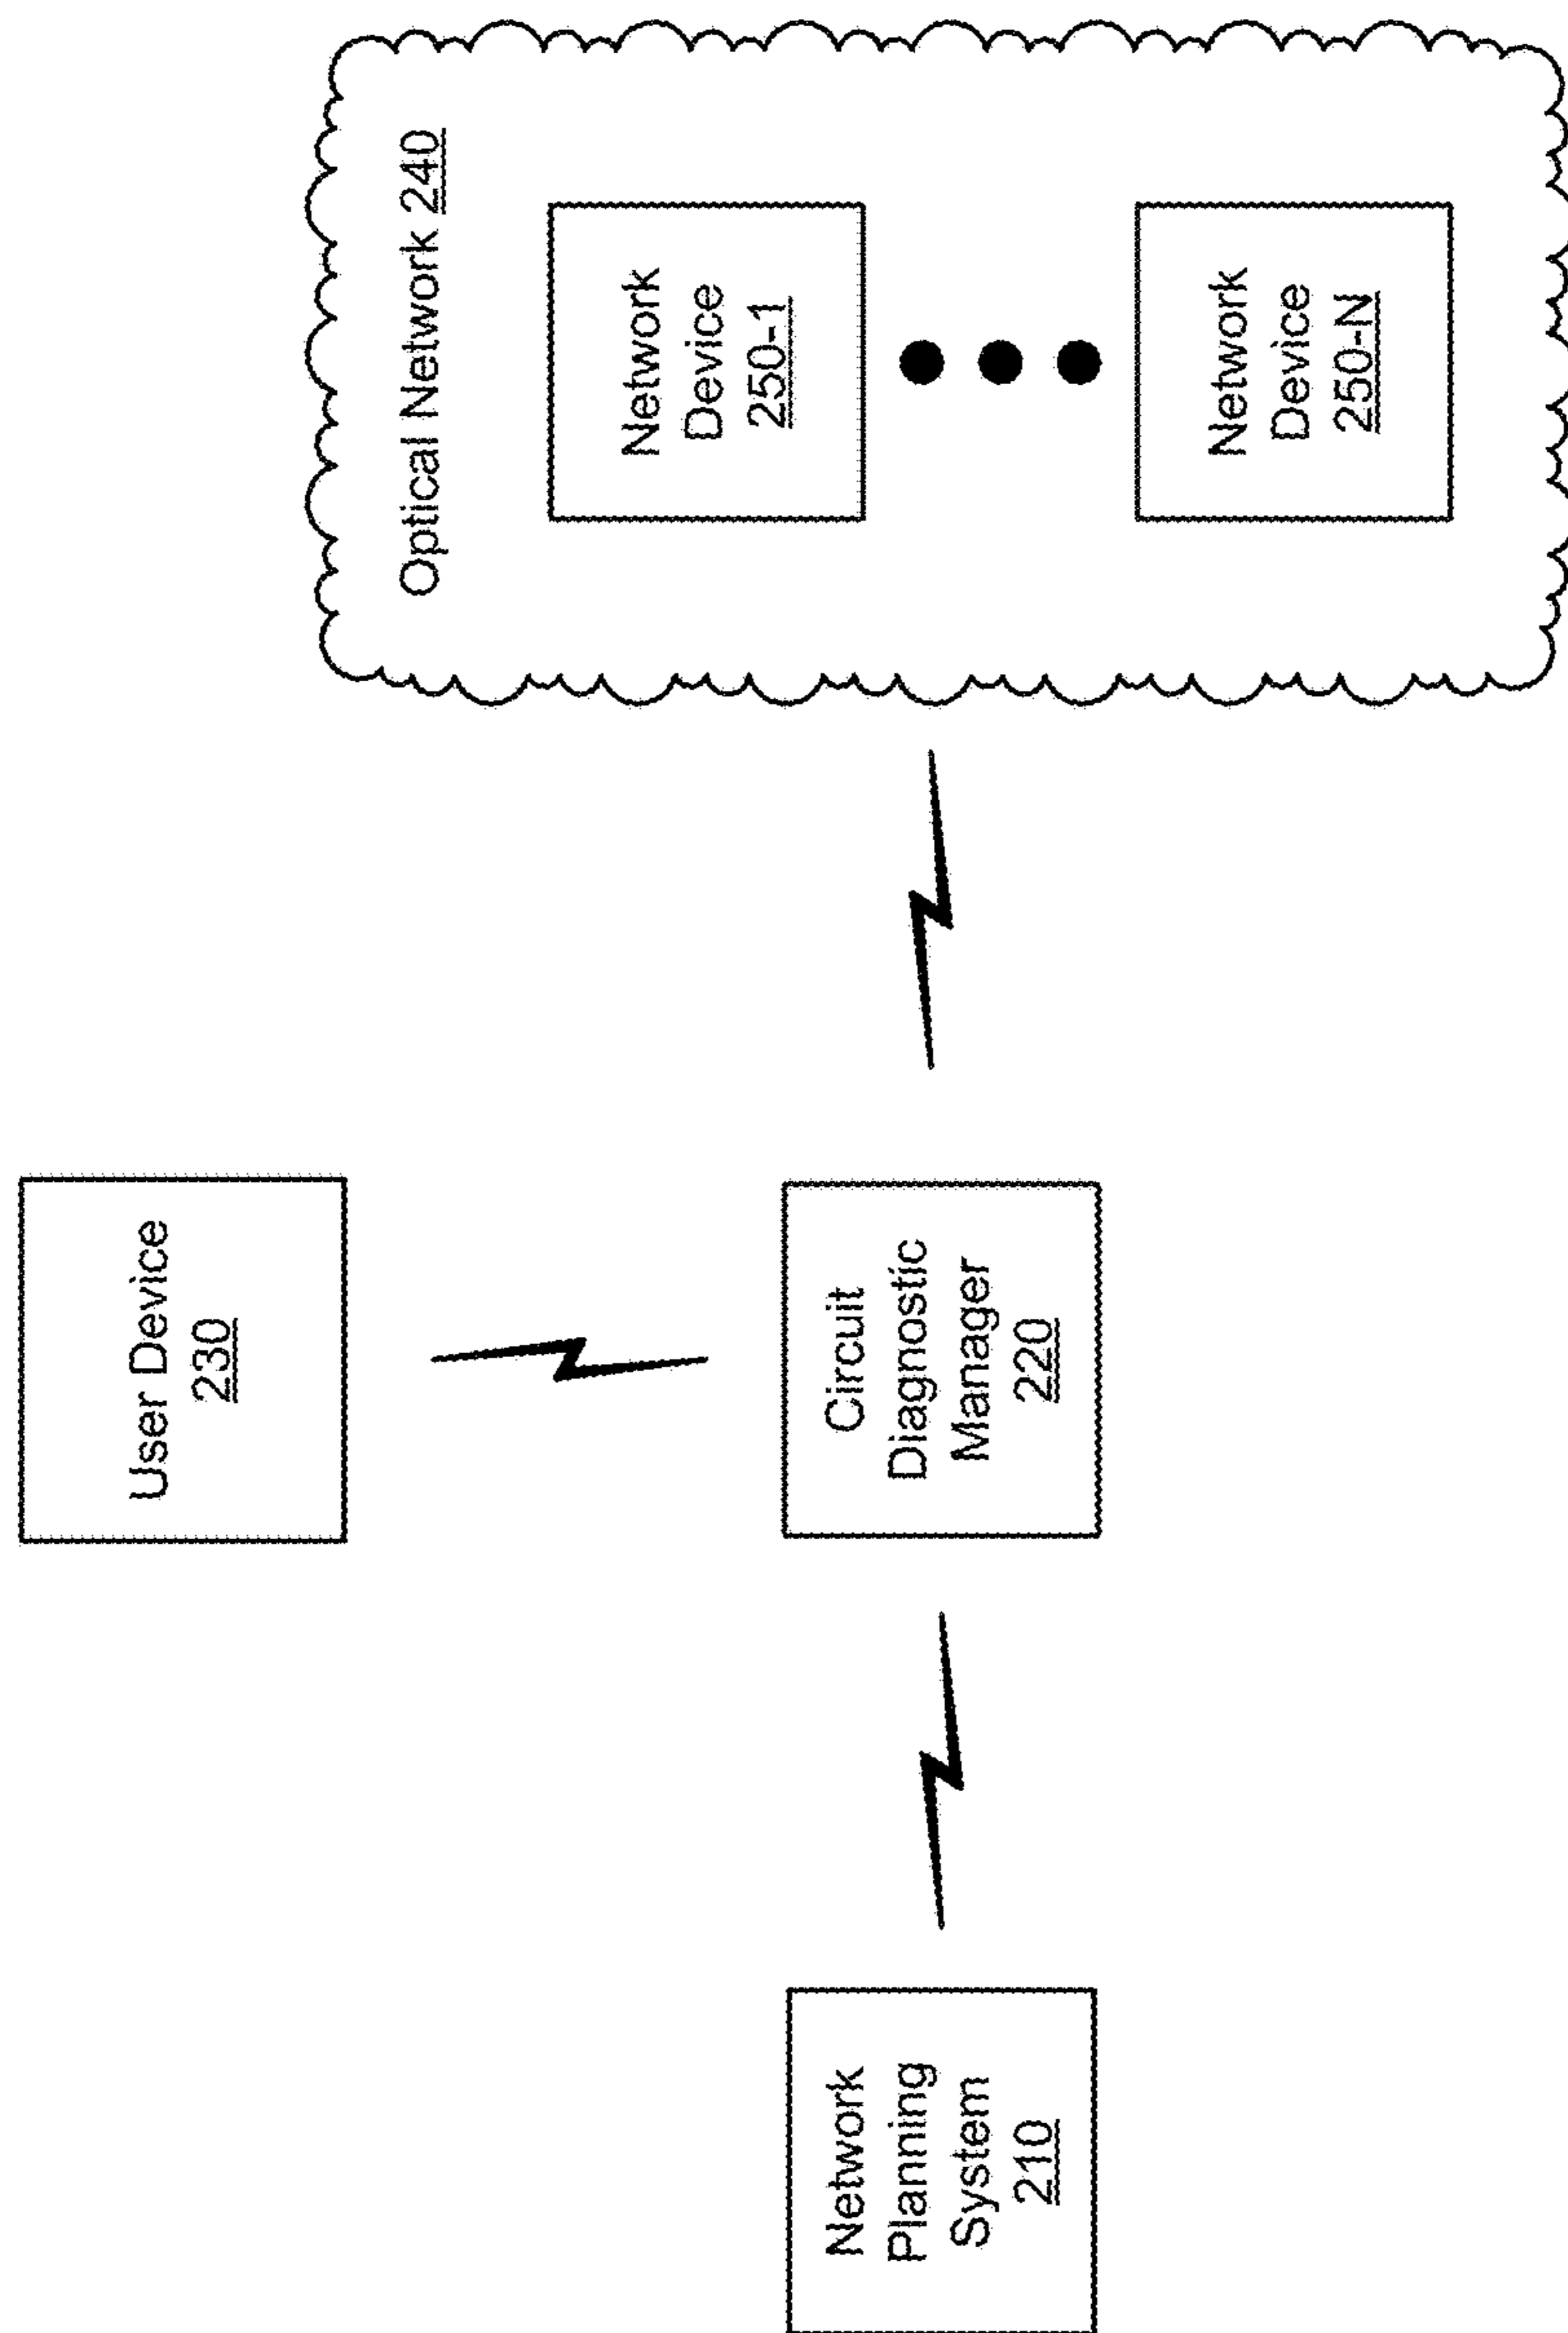 User Device
230
Optical Network 240
Network
Planning
System
210
Circuit
Diagnostic
Manager
220
Network
Device
250-1
Network
Device
250-N